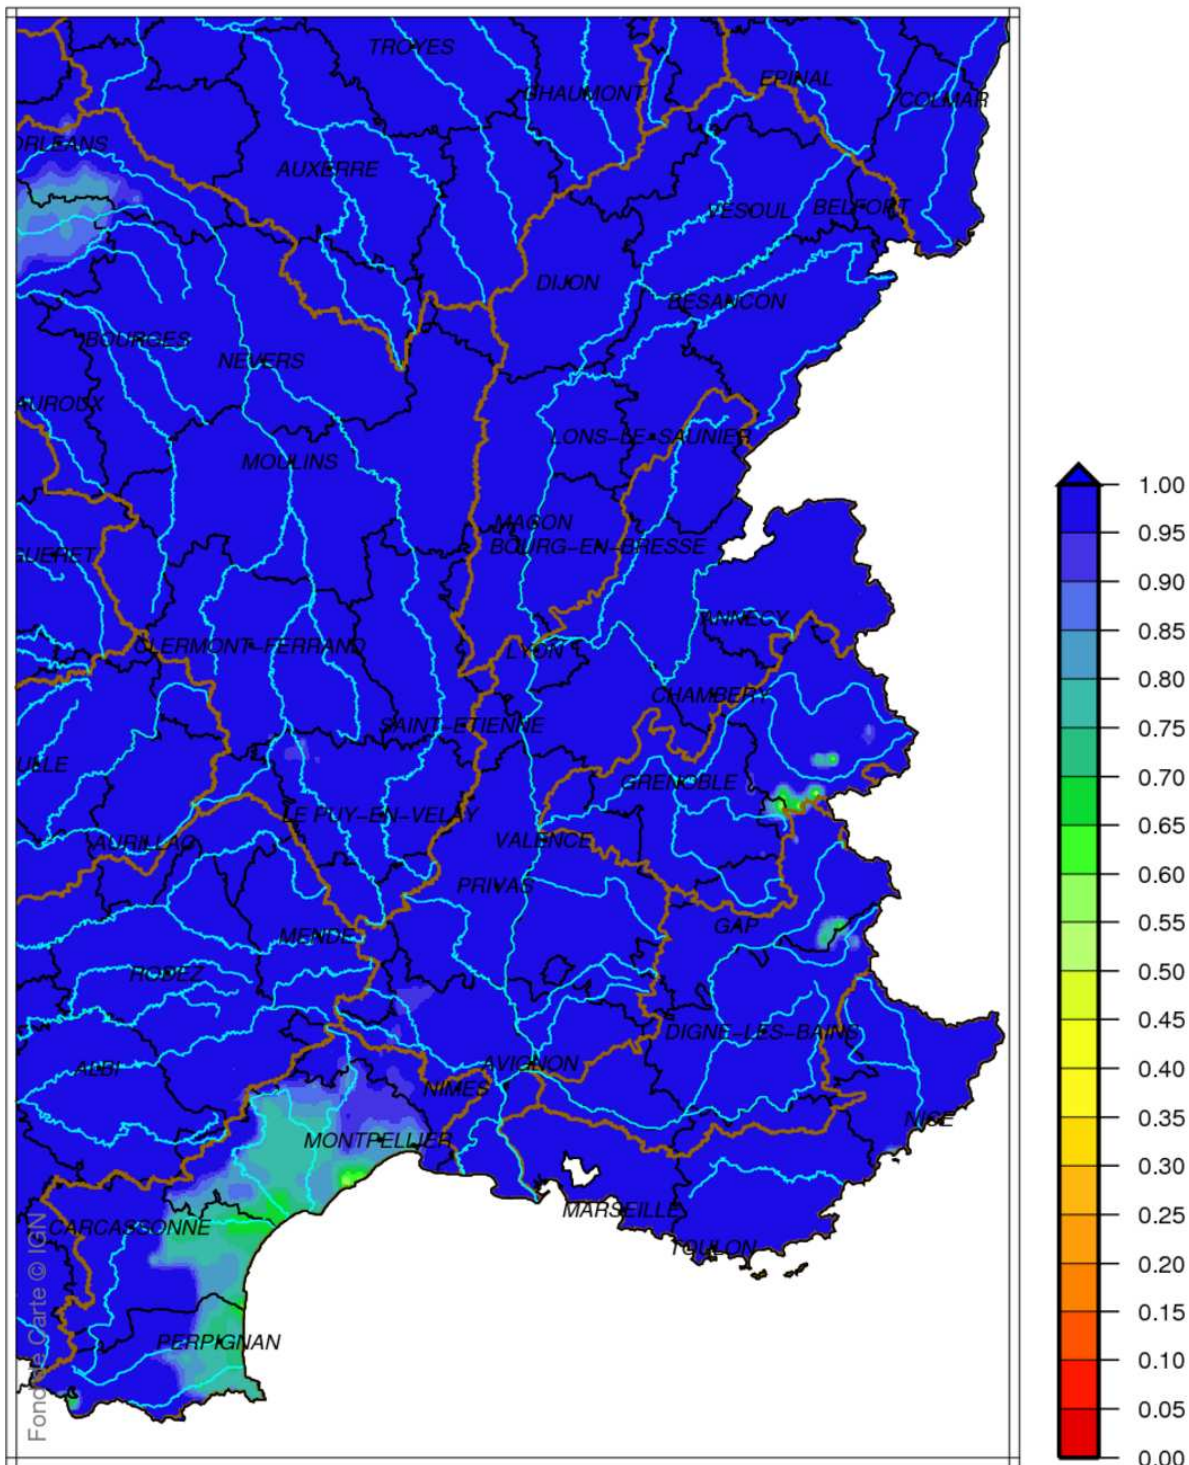 TROYES
EPINAL
CHAUMONT
COLMAR
ORLEANS
AUXERRE
VESOUL
BELFORT
DIJON
BESANCON
BOURGES
NEVERS
AUROUX
LONS-LE-SAUNIER
MOULINS
MACON
BOURG-EN-BRESSE
GUERET
ANNECY
CLERMONT-FERRAND
LYON
CHAMBERY
SAINT-ETIENNE
ULLE
GRENOBLE
LE PUY-EN-VELAY
AURILLAC
VALENCE
PRIVAS
GAP
MENDE
RODEZ
DIGNE-LES-BAINS
AVIGNON
ALBI
NIMES
NICE
MONTPELLIER
MARSEILLE
CARCASSONNE
TOULON
PERPIGNAN
Fond de Carte © IGN
1.00
0.95
0.90
0.85
0.80
0.75
0.70
0.65
0.60
0.55
0.50
0.45
0.40
0.35
0.30
0.25
0.20
0.15
0.10
0.05
0.00